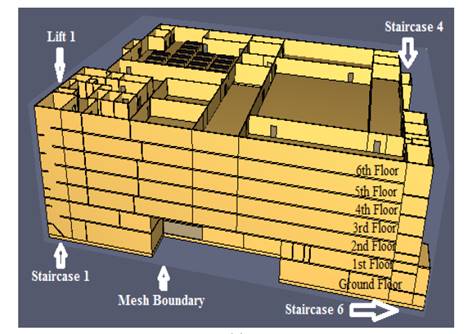 Staircase 4
Lift 1
6th Floor
5th Floor
4th Floor
3rd Floor
2nd Floor
1st Floor
Ground Floor
Staircase 1
Mesh Boundary
Staircase 6